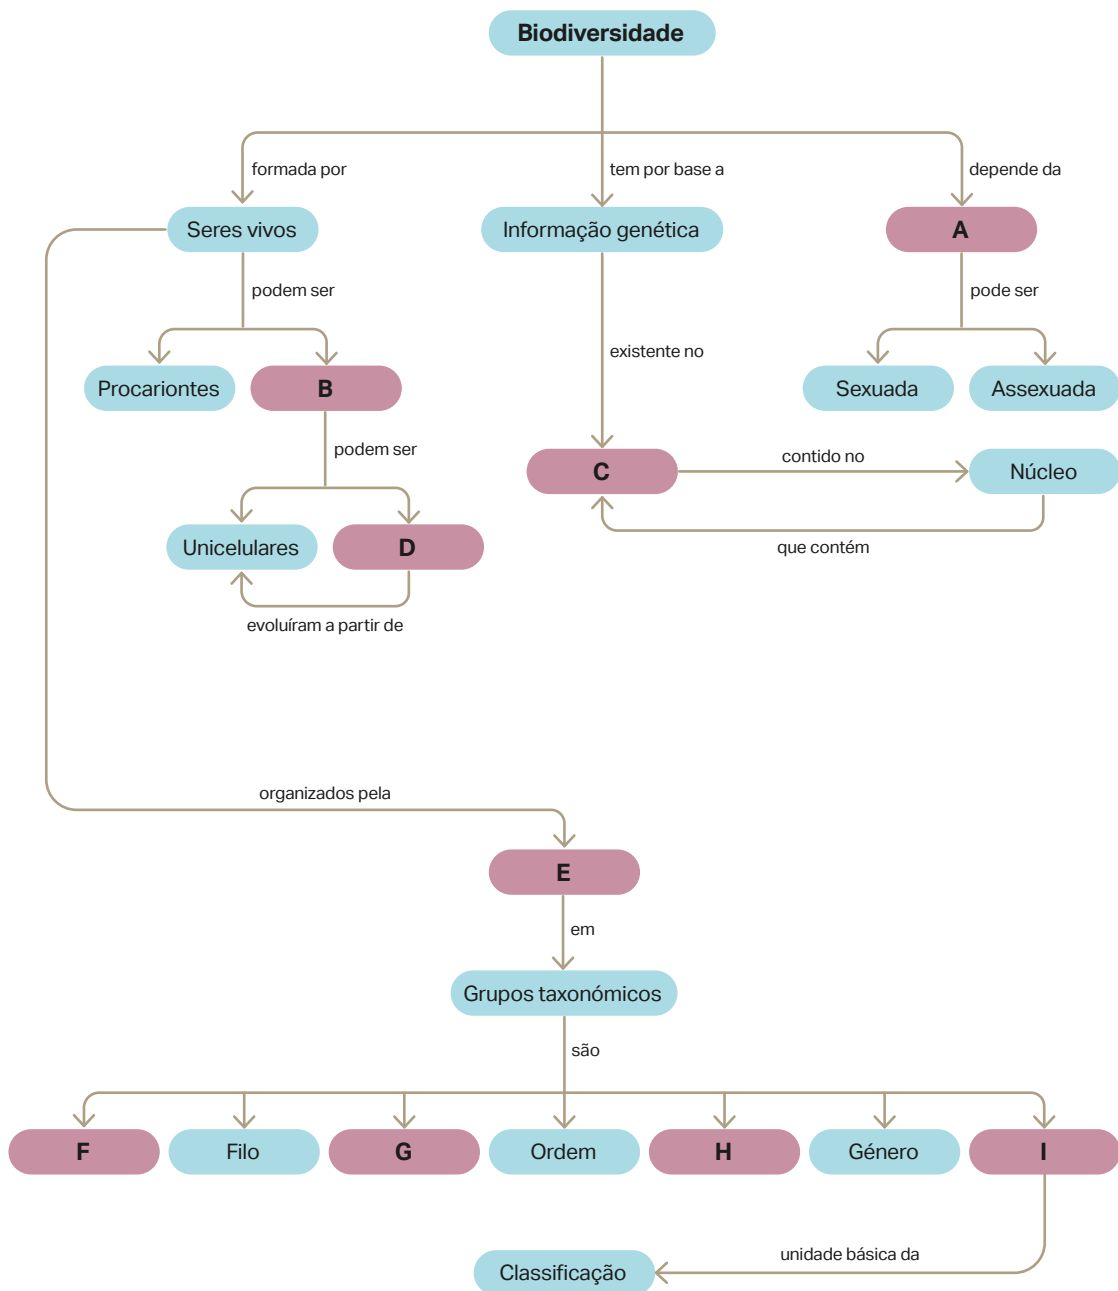 Biodiversidade
formada por
tem por base a
depende da
Seres vivos
Informação genética
A
podem ser
pode ser
existente no
Procariontes
B
Sexuada
Assexuada
podem ser
C
contido no
Núcleo
que contém
Unicelulares
D
evoluíram a partir de
organizados pela
E
em
Grupos taxonómicos
são
F
Filo
G
Ordem
H
Género
I
unidade básica da
Classificação